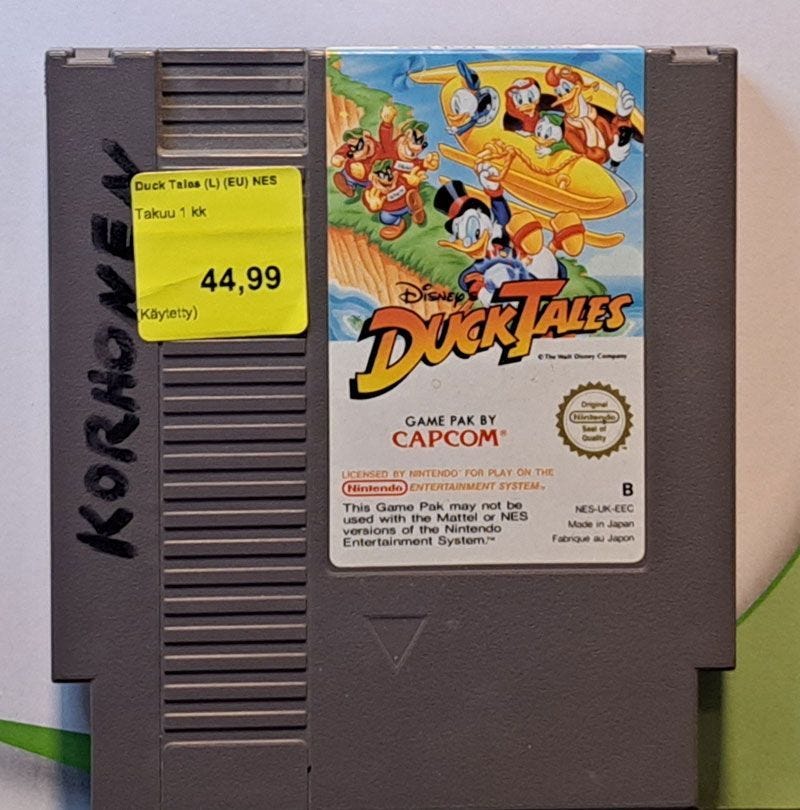 KORHONEN
Duck Tales (L) (EU) NES
Takuu 1 kk
44,99
(Käytetty)
DISNEY'S
DUCKTALES
© The Walt Disney Company
GAME PAK BY
CAPCOM®
Original
Nintendo
Seal of
Quality
LICENSED BY NINTENDO® FOR PLAY ON THE
Nintendo ENTERTAINMENT SYSTEM™
This Game Pak may not be
used with the Mattel or NES
versions of the Nintendo
Entertainment System.™
B
NES-UK-EEC
Made in Japan
Fabriqué au Japon